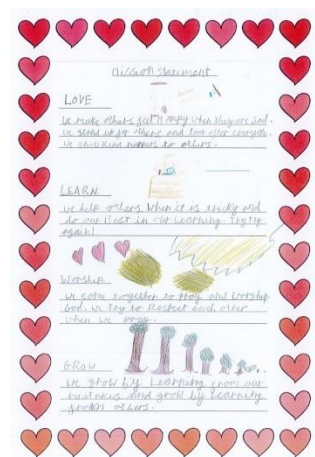 Mission statement
LOVE
We make others feel happy when they are sad.
We stand up for others and look after everyone.
We show kind manners to others.
LEARN
We help others when it is tricky and
do our best in our learning. Try try
again!
WORSHIP
We come together to pray and worship
God. We try to Respect each other
when we pray.
GROW
We grow by Learning from our
mistakes and grow by learning
from others.